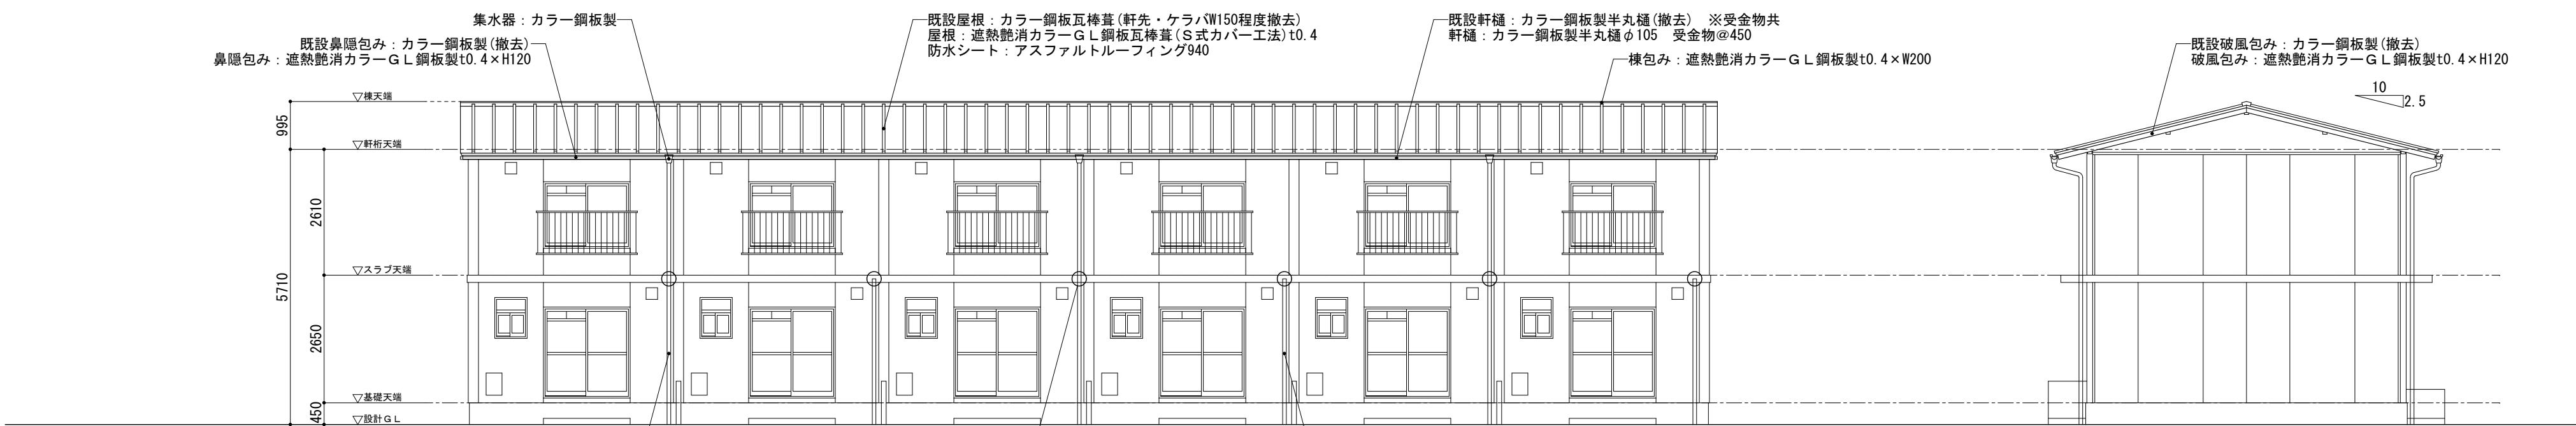 集水器：カラー鋼板製
既設鼻隠包み：カラー鋼板製(撤去)
鼻隠包み：遮熱艶消カラーＧＬ鋼板製t0.4×H120
既設屋根：カラー鋼板瓦棒葺(軒先・ケラバW150程度撤去)
屋根：遮熱艶消カラーＧＬ鋼板瓦棒葺(Ｓ式カバー工法)t0.4
防水シート：アスファルトルーフィング940
既設軒樋：カラー鋼板製半丸樋(撤去)　※受金物共
軒樋：カラー鋼板製半丸樋φ105　受金物@450
棟包み：遮熱艶消カラーＧＬ鋼板製t0.4×W200
既設破風包み：カラー鋼板製(撤去)
破風包み：遮熱艶消カラーＧＬ鋼板製t0.4×H120
10
2.5
▽棟天端
995
▽軒桁天端
2610
▽スラブ天端
5710
2650
▽基礎天端
450
▽設計ＧＬ